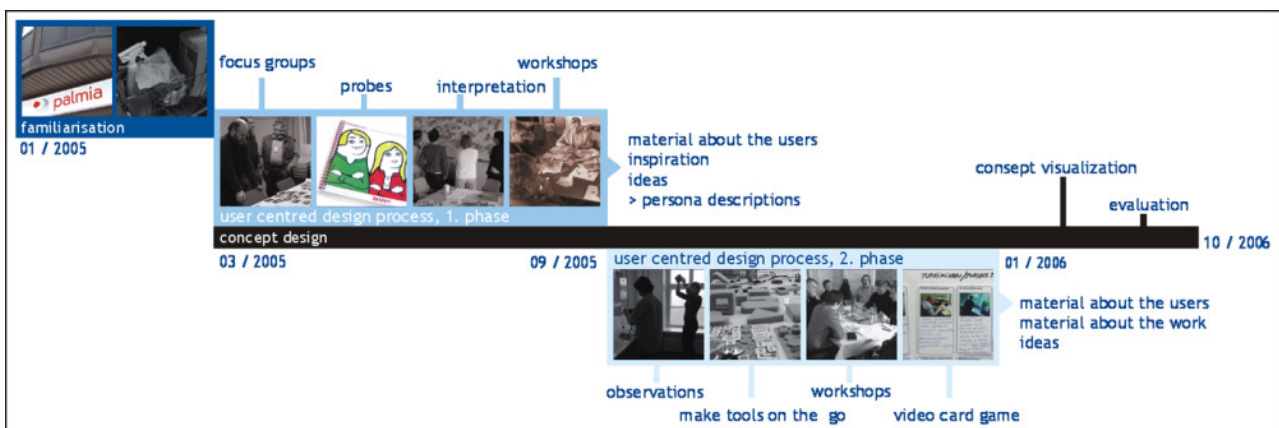 palmia
familiarisation
01 / 2005
focus groups
probes
interpretation
workshops
user centred design process, 1. phase
material about the users
inspiration
ideas
> persona descriptions
consept visualization
evaluation
concept design
03 / 2005
09 / 2005
01 / 2006
10 / 2006
user centred design process, 2. phase
material about the users
material about the work
ideas
observations
make tools on the go
workshops
video card game